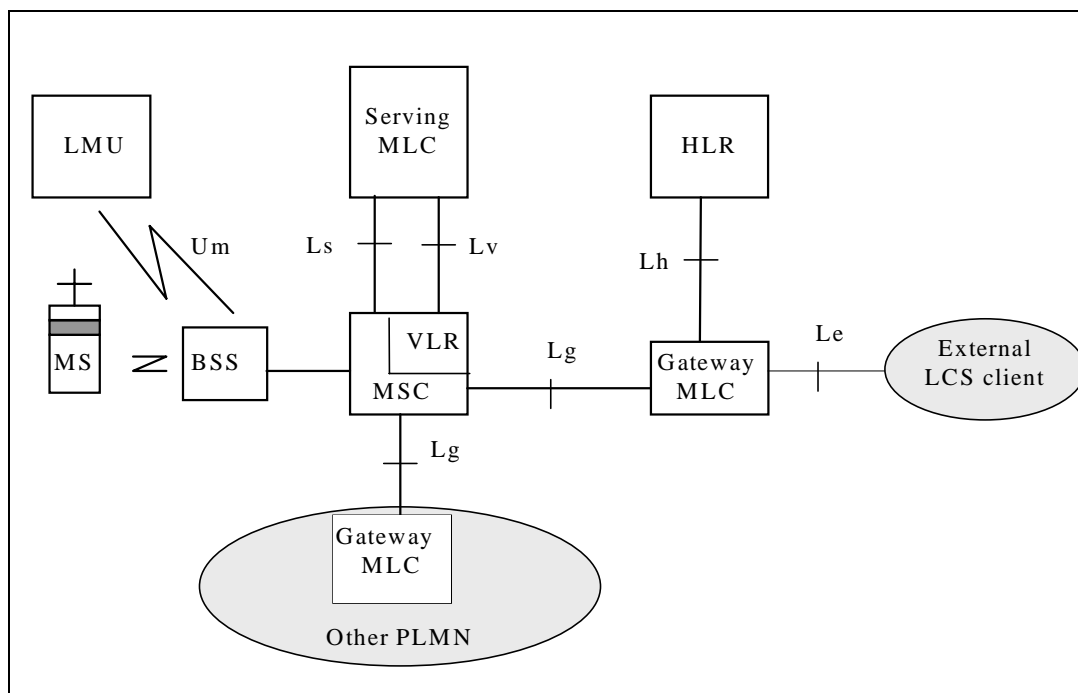 LMU
Serving
MLC
HLR
Um
Ls
Lv
Lh
MS
BSS
VLR
MSC
Lg
Gateway
MLC
Le
External
LCS client
Lg
Gateway
MLC
Other PLMN